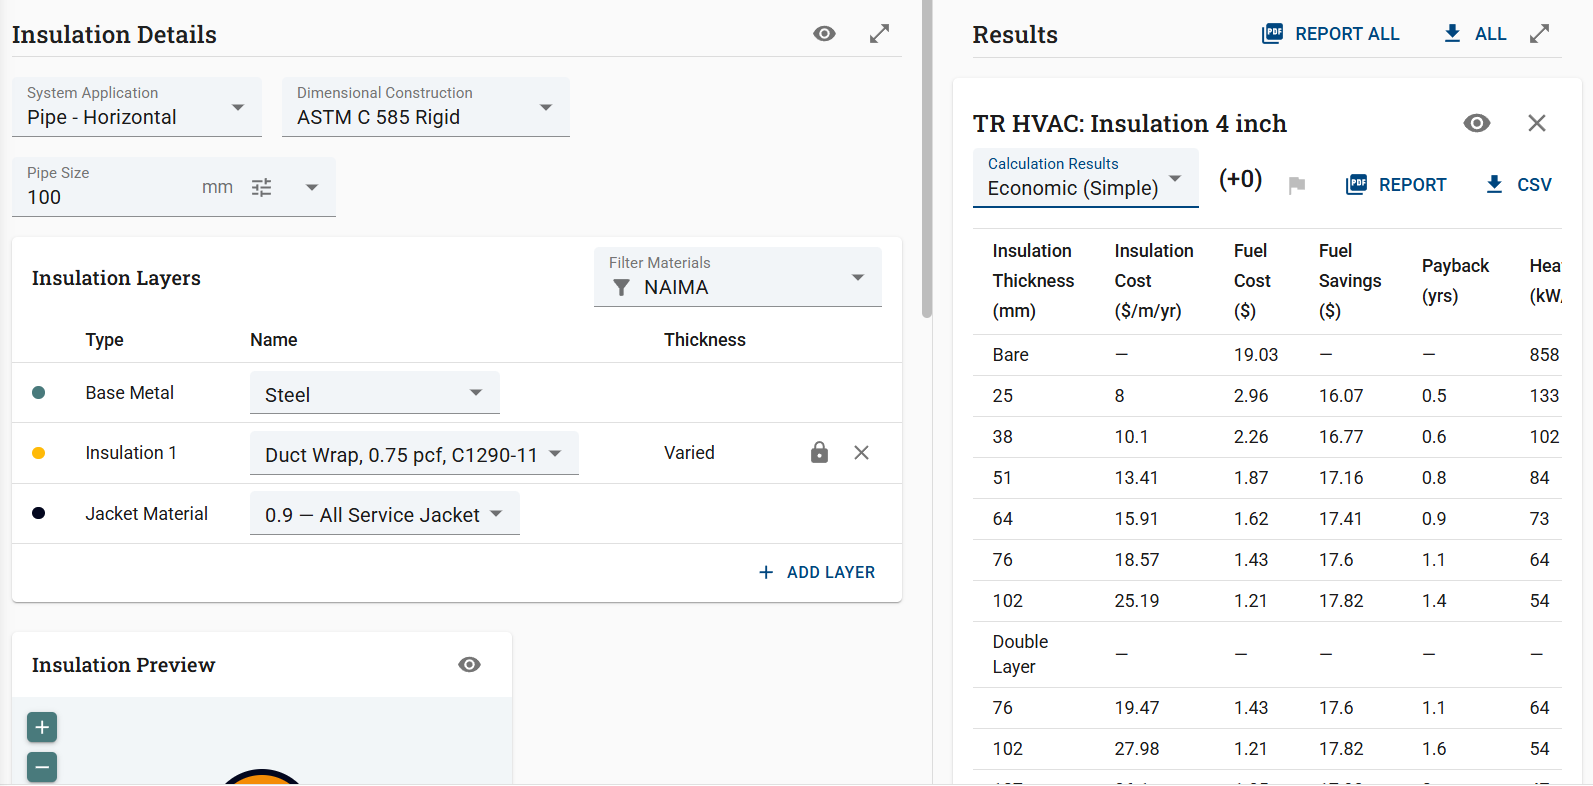 Insulation Details
System Application
Pipe - Horizontal
Dimensional Construction
ASTM C 585 Rigid
Pipe Size
100
mm
Insulation Layers
Filter Materials
NAIMA
Type Name Thickness
Base Metal Steel
Insulation 1 Duct Wrap, 0.75 pcf, C1290-11 Varied
Jacket Material 0.9 — All Service Jacket
+ ADD LAYER
Insulation Preview
+
−
Results
PDF REPORT ALL
ALL
TR HVAC: Insulation 4 inch
Calculation Results
Economic (Simple)
(+0)
PDF REPORT
CSV
Insulation Thickness (mm) Insulation Cost ($/m/yr) Fuel Cost ($) Fuel Savings ($) Payback (yrs)
Bare — 19.03 — — 858
25 8 2.96 16.07 0.5 133
38 10.1 2.26 16.77 0.6 102
51 13.41 1.87 17.16 0.8 84
64 15.91 1.62 17.41 0.9 73
76 18.57 1.43 17.6 1.1 64
102 25.19 1.21 17.82 1.4 54
Double Layer — — — — —
76 19.47 1.43 17.6 1.1 64
102 27.98 1.21 17.82 1.6 54